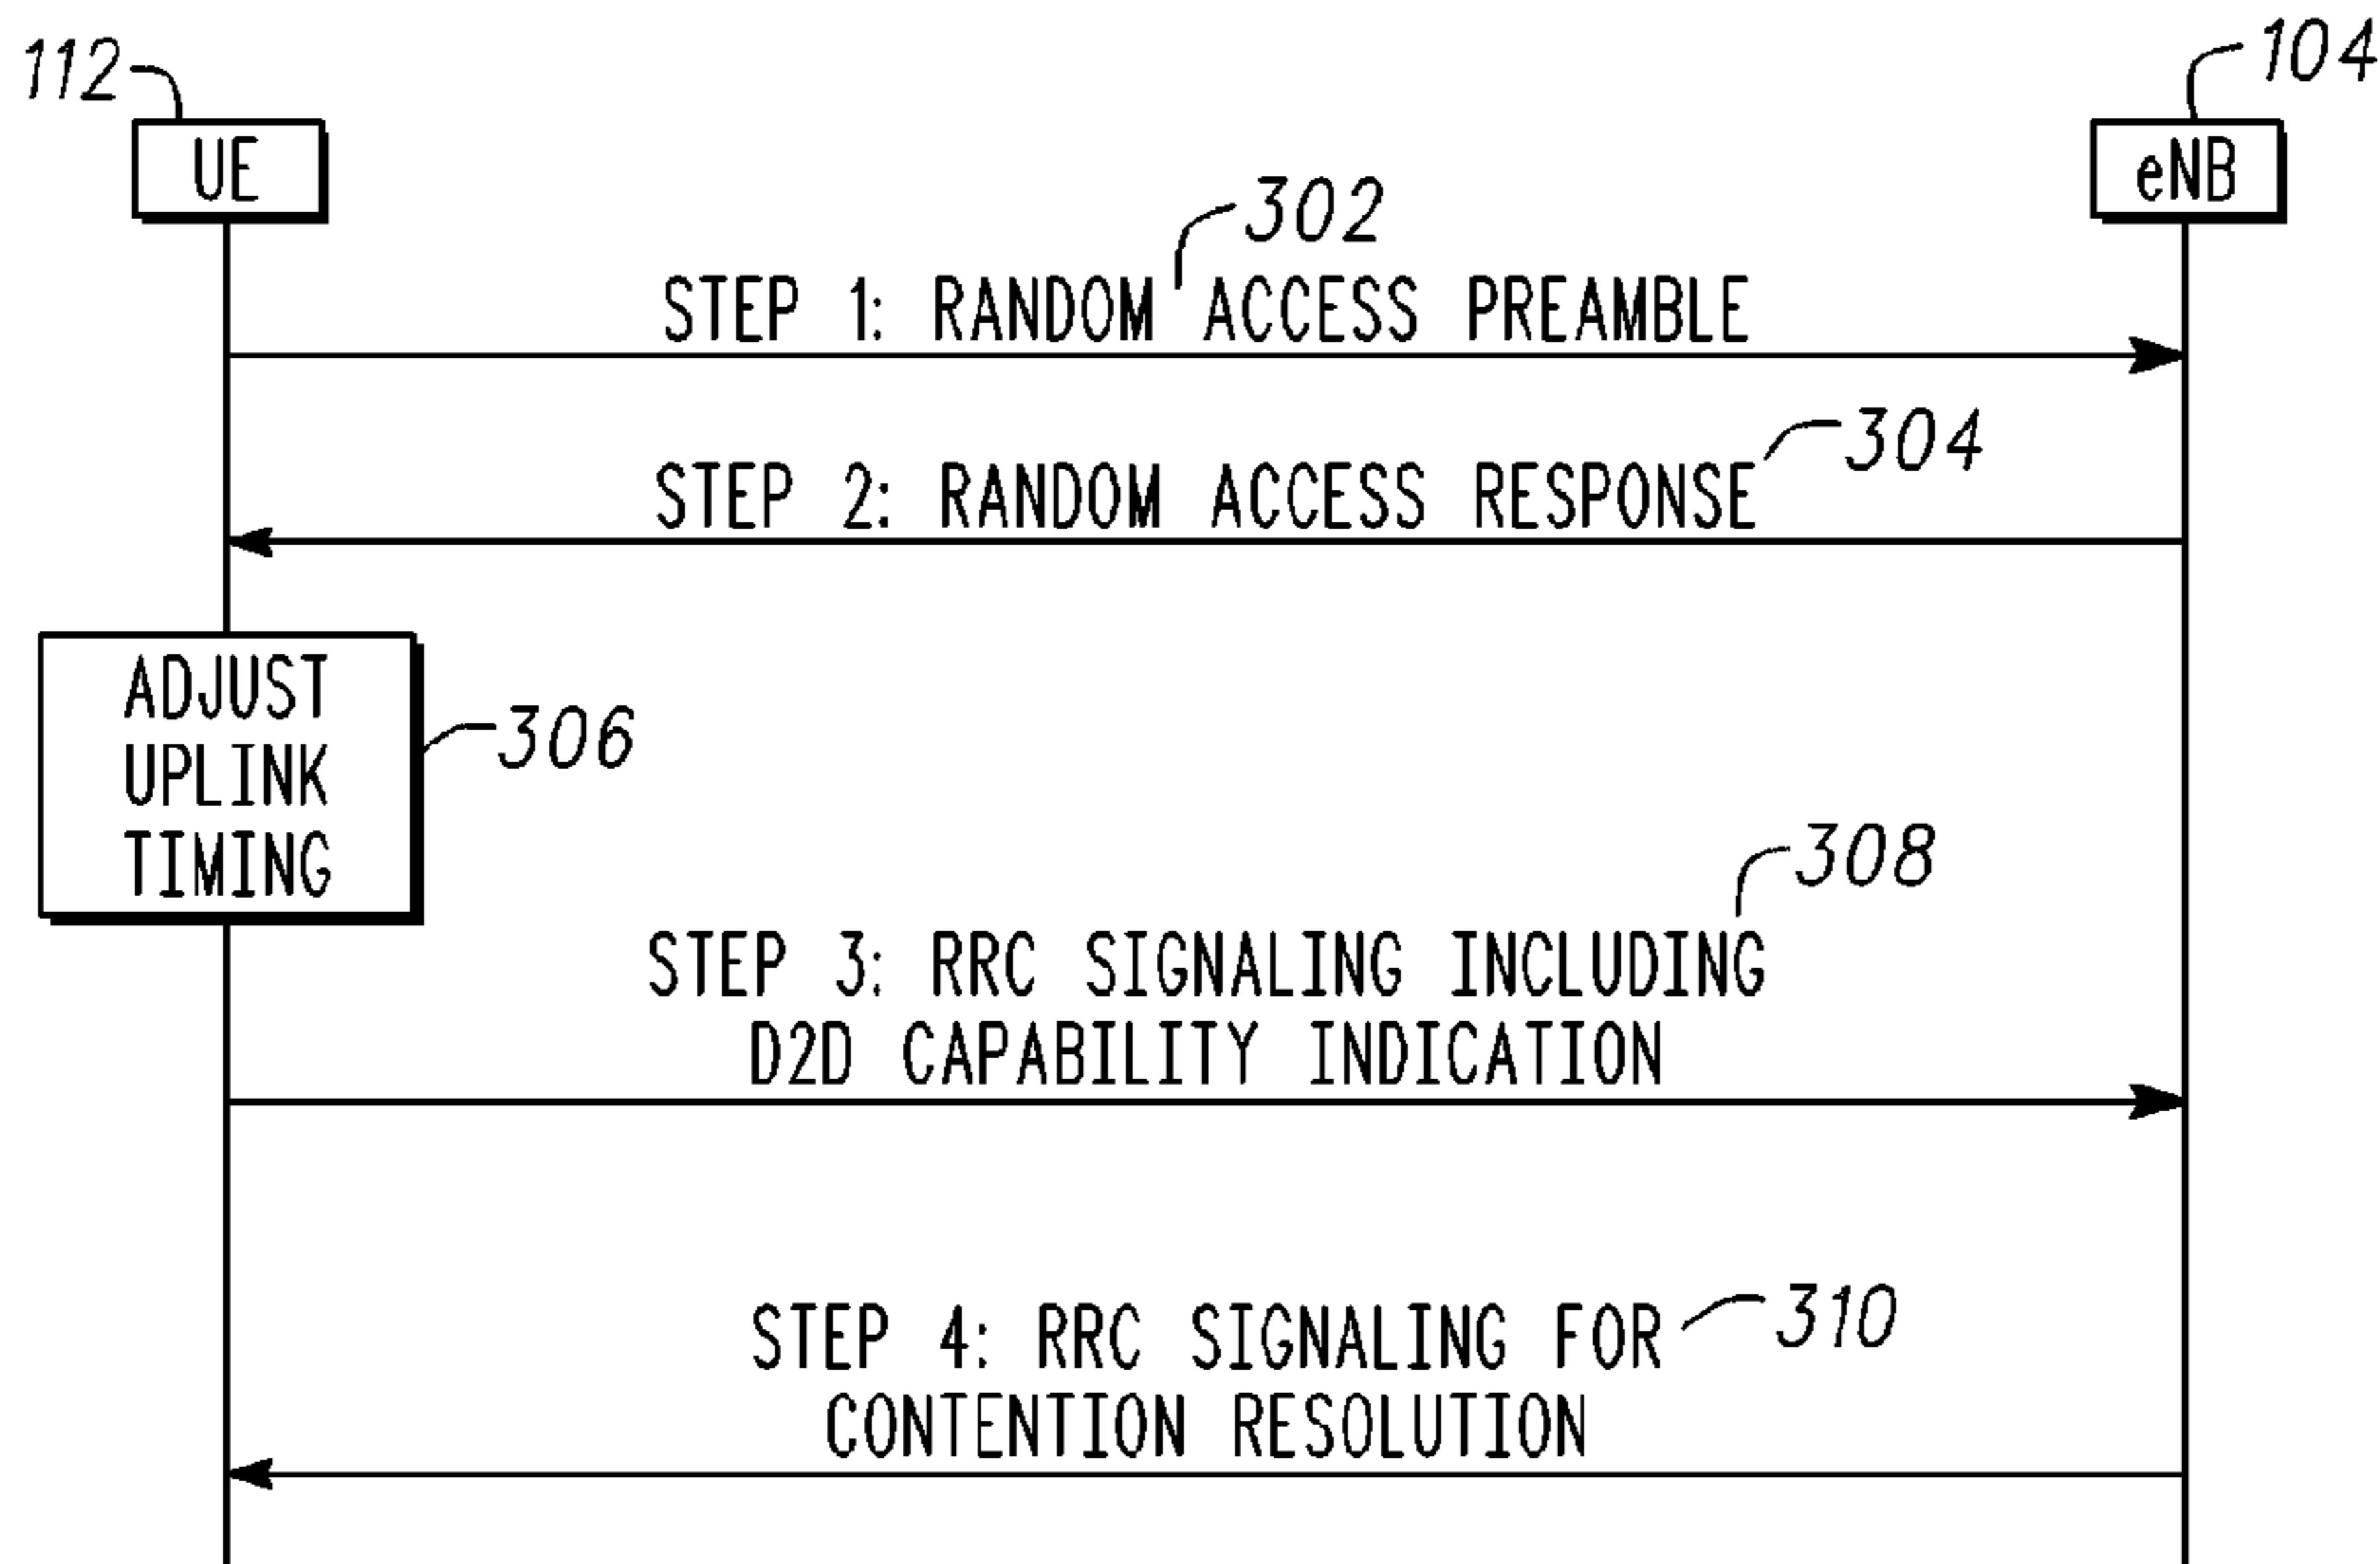 112
104
UE
eNB
302
STEP 1: RANDOM ACCESS PREAMBLE
304
STEP 2: RANDOM ACCESS RESPONSE
ADJUST
UPLINK
TIMING
306
308
STEP 3: RRC SIGNALING INCLUDING
D2D CAPABILITY INDICATION
STEP 4: RRC SIGNALING FOR
310
CONTENTION RESOLUTION